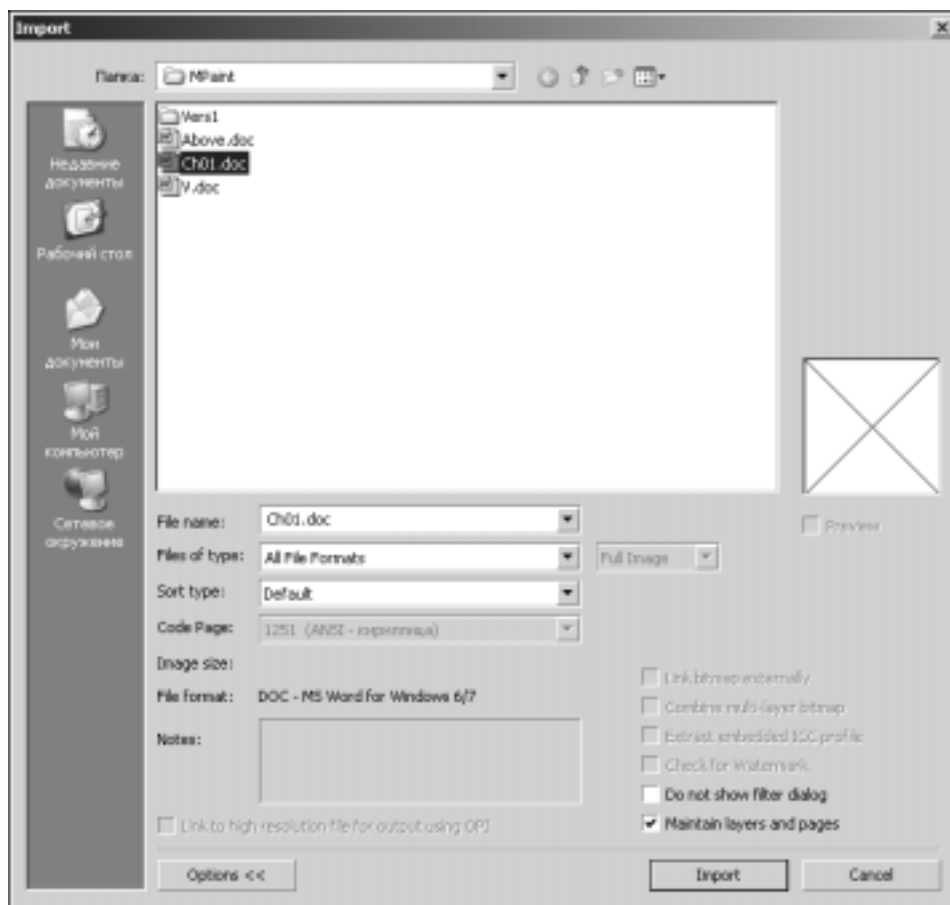 Import
Папка: MPaint
Vers1
Above.doc
Ch01.doc
V.doc
Недавние
документы
Рабочий стол
Мои
документы
Мой
компьютер
Сетевое
окружение
File name: Ch01.doc
Preview
Files of type: All File Formats Full Image
Sort type: Default
Code Page: 1251 (ANSI - кириллица)
Image size:
File format: DOC - MS Word for Windows 6/7
Notes:
Link bitmap externally
Combine multi-layer bitmap
Extract embedded ICC profile
Check for Watermark
Do not show filter dialog
Maintain layers and pages
Link to high resolution file for output using OPI
Options <<
Import
Cancel